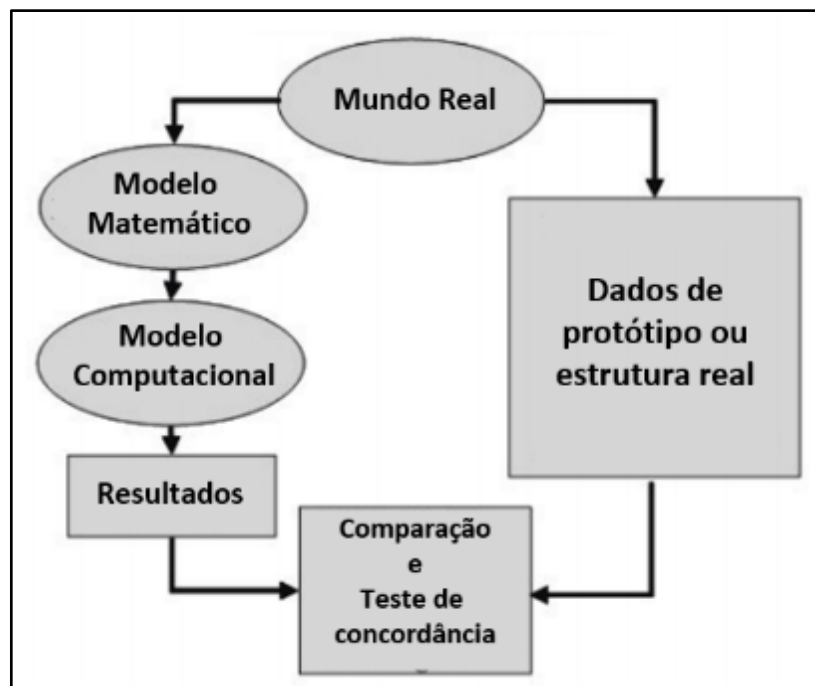 Mundo Real
Modelo
Matemático
Modelo
Computacional
Resultados
Dados de
protótipo ou
estrutura real
Comparação
e
Teste de
concordância